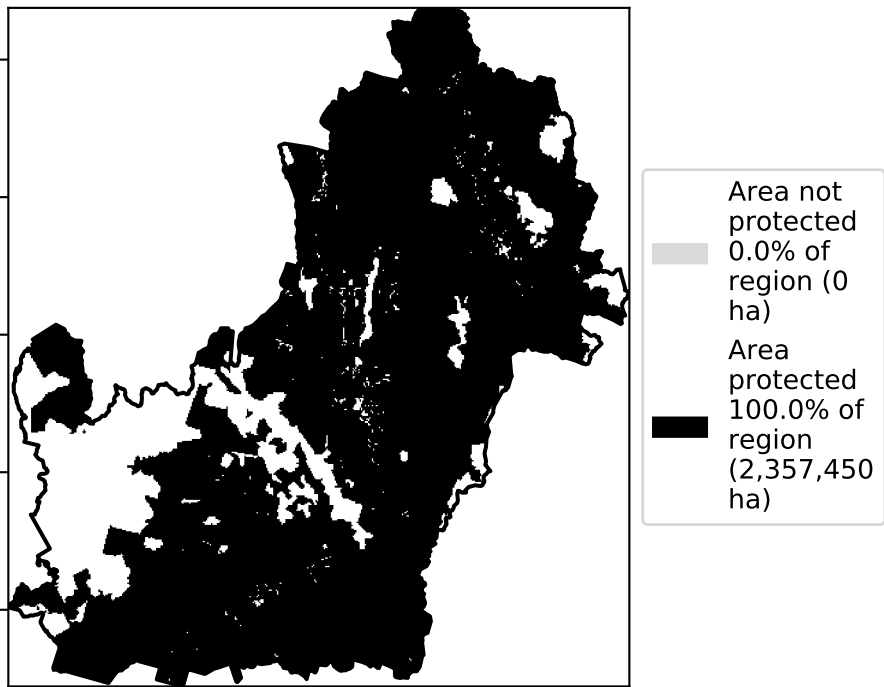 Area not
protected
0.0% of
region (0
ha)
Area
protected
100.0% of
region
(2,357,450
ha)